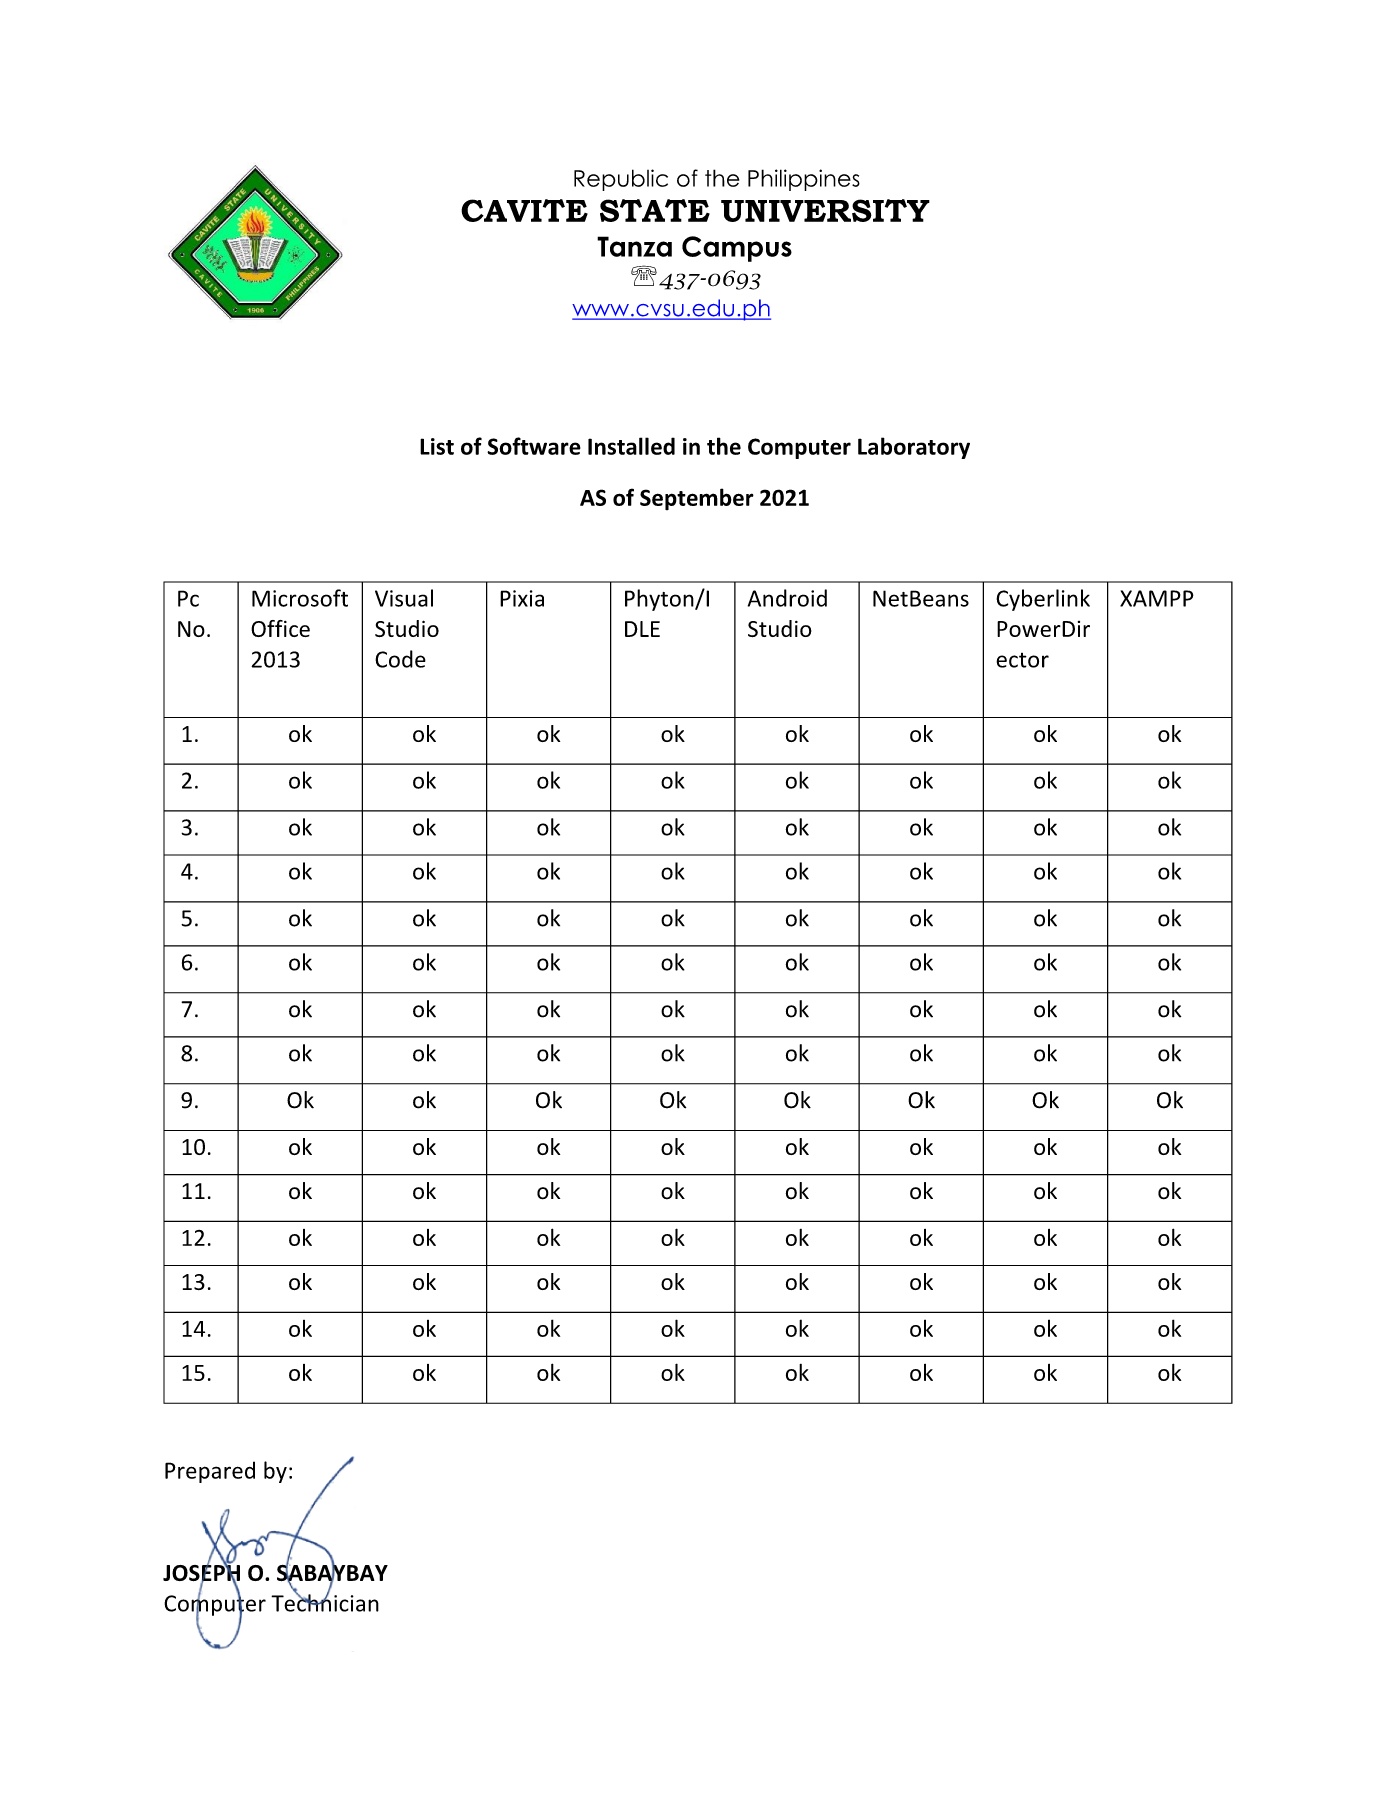 CAVITE STATE UNIVERSITY
CAVITE PHILIPPINES
1906
Republic of the Philippines
CAVITE STATE UNIVERSITY
Tanza Campus
☏437-0693
www.cvsu.edu.ph
List of Software Installed in the Computer Laboratory
AS of September 2021
Pc No. Microsoft Office 2013 Visual Studio Code Pixia Phyton/I DLE Android Studio NetBeans Cyberlink PowerDir ector XAMPP
1. ok ok ok ok ok ok ok ok
2. ok ok ok ok ok ok ok ok
3. ok ok ok ok ok ok ok ok
4. ok ok ok ok ok ok ok ok
5. ok ok ok ok ok ok ok ok
6. ok ok ok ok ok ok ok ok
7. ok ok ok ok ok ok ok ok
8. ok ok ok ok ok ok ok ok
9. Ok ok Ok Ok Ok Ok Ok Ok
10. ok ok ok ok ok ok ok ok
11. ok ok ok ok ok ok ok ok
12. ok ok ok ok ok ok ok ok
13. ok ok ok ok ok ok ok ok
14. ok ok ok ok ok ok ok ok
15. ok ok ok ok ok ok ok ok
Prepared by:
JOSEPH O. SABAYBAY
Computer Technician